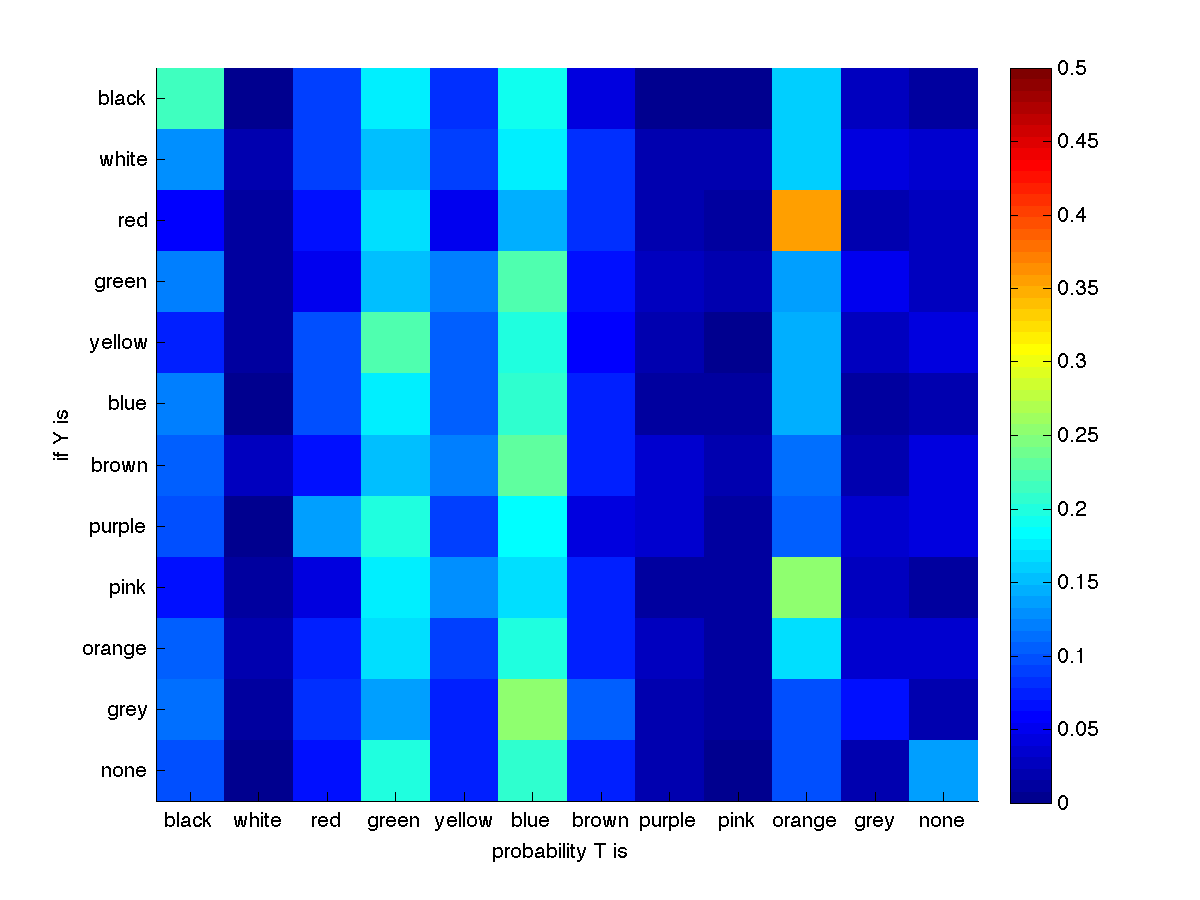 black
white
red
green
yellow
blue
brown
purple
pink
orange
grey
none
if Y is
black white red green yellow blue brown purple pink orange grey none
probability T is
0.5
0.45
0.4
0.35
0.3
0.25
0.2
0.15
0.1
0.05
0